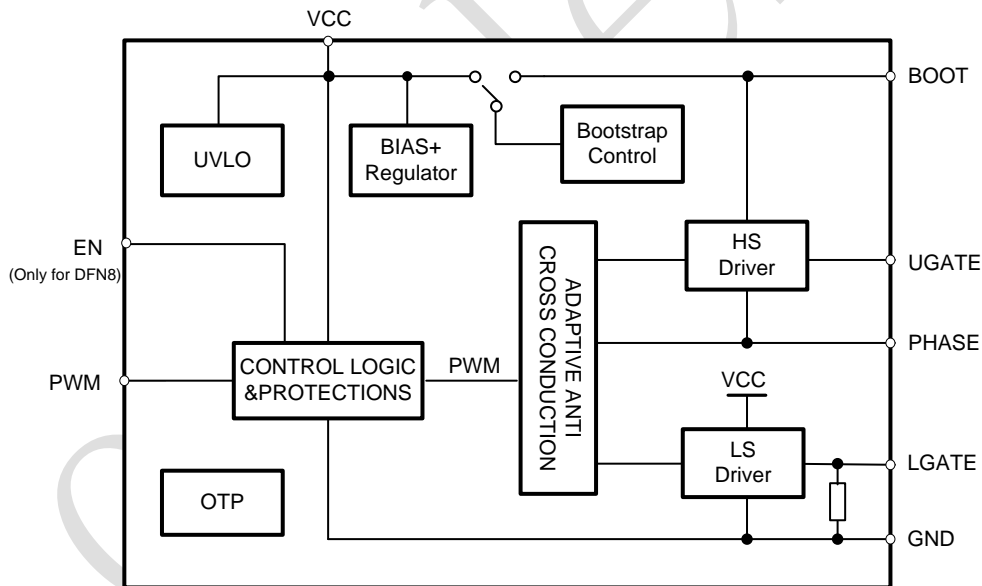 VCC
BOOT
UVLO
BIAS+
Regulator
Bootstrap
Control
EN
(Only for DFN8)
HS
Driver
UGATE
ADAPTIVE ANTI
CROSS CONDUCTION
PHASE
PWM
CONTROL LOGIC
&PROTECTIONS
PWM
VCC
LS
Driver
LGATE
OTP
GND